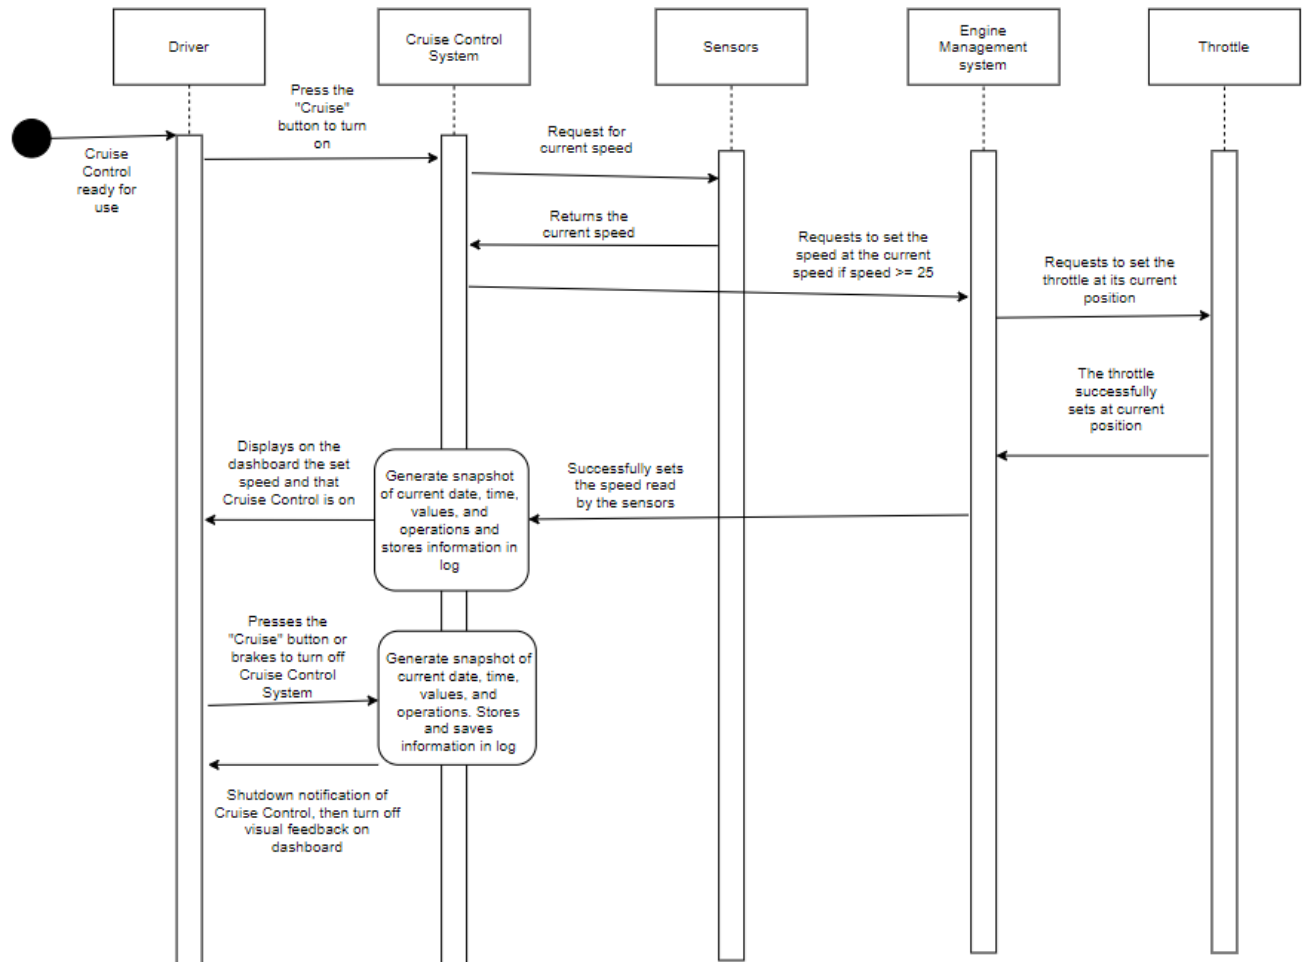 Driver
Cruise Control
System
Sensors
Engine
Management
system
Throttle
Press the
"Cruise"
button to turn
on
Cruise
Control
ready for
use
Request for
current speed
Returns the
current speed
Requests to set the
speed at the current
speed if speed >= 25
Requests to set the
throttle at its current
position
The throttle
successfully
sets at current
position
Displays on the
dashboard the set
speed and that
Cruise Control is on
Generate snapshot
of current date, time,
values, and
operations and
stores information in
log
Successfully sets
the speed read
by the sensors
Presses the
"Cruise" button or
brakes to turn off
Cruise Control
System
Generate snapshot of
current date, time,
values, and
operations. Stores
and saves
information in log
Shutdown notification of
Cruise Control, then turn off
visual feedback on
dashboard